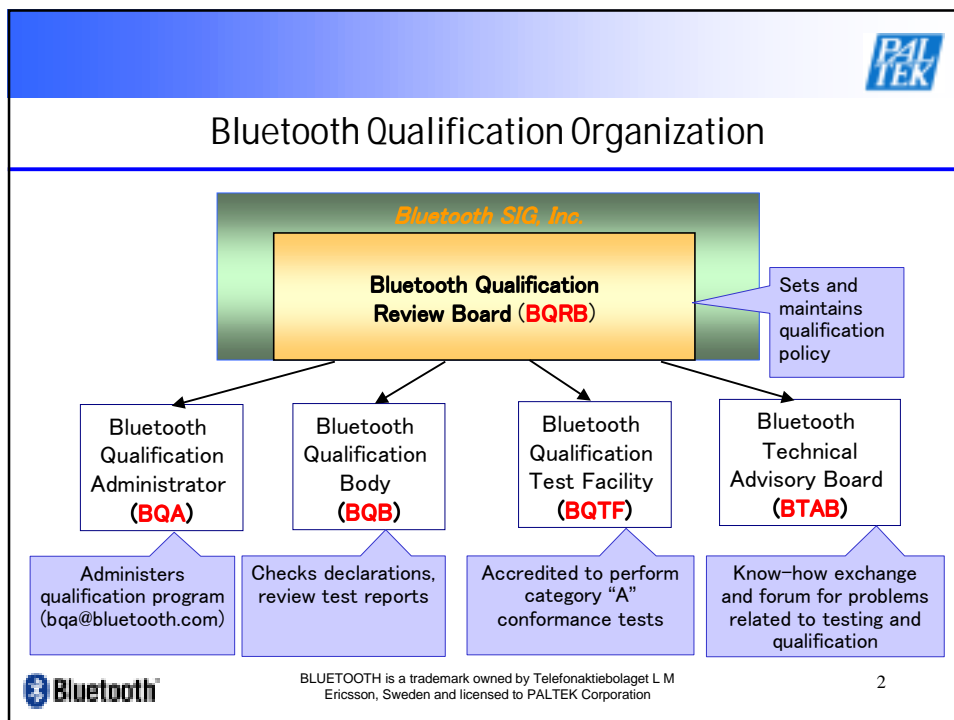 PAL
TEK
Bluetooth Qualification Organization
Bluetooth SIG, Inc.
Bluetooth Qualification
Review Board (BQRB)
Sets and
maintains
qualification
policy
Bluetooth
Qualification
Administrator
(BQA)
Bluetooth
Qualification
Body
(BQB)
Bluetooth
Qualification
Test Facility
(BQTF)
Bluetooth
Technical
Advisory Board
(BTAB)
Administers
qualification program
(bqa@bluetooth.com)
Checks declarations,
review test reports
Accredited to perform
category “A”
conformance tests
Know-how exchange
and forum for problems
related to testing and
qualification
Bluetooth™
BLUETOOTH is a trademark owned by Telefonaktiebolaget L M
Ericsson, Sweden and licensed to PALTEK Corporation
2